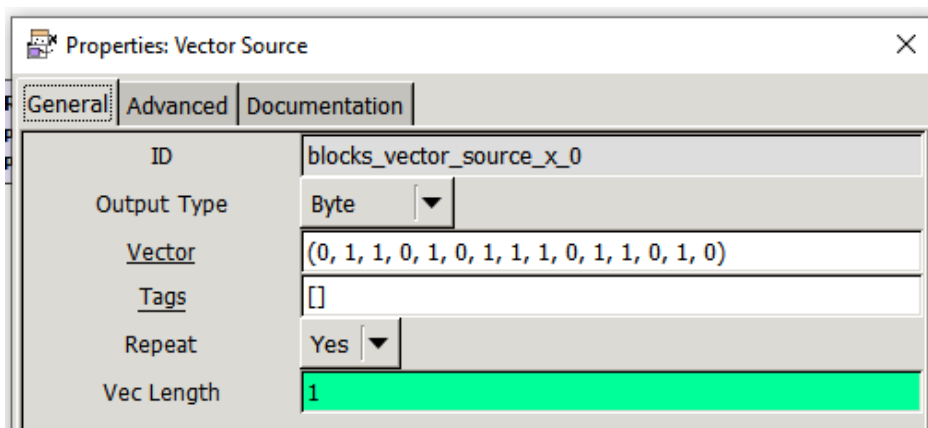 Properties: Vector Source
General Advanced Documentation
ID blocks_vector_source_x_0
Output Type Byte
Vector (0, 1, 1, 0, 1, 0, 1, 1, 1, 0, 1, 1, 0, 1, 0)
Tags []
Repeat Yes
Vec Length 1